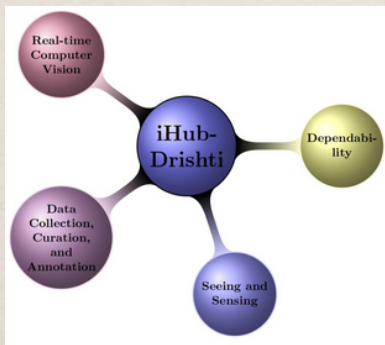 Real-time
Computer
Vision
iHub-
Drishti
Dependabi-
lity
Data
Collection,
Curation,
and
Annotation
Seeing and
Sensing